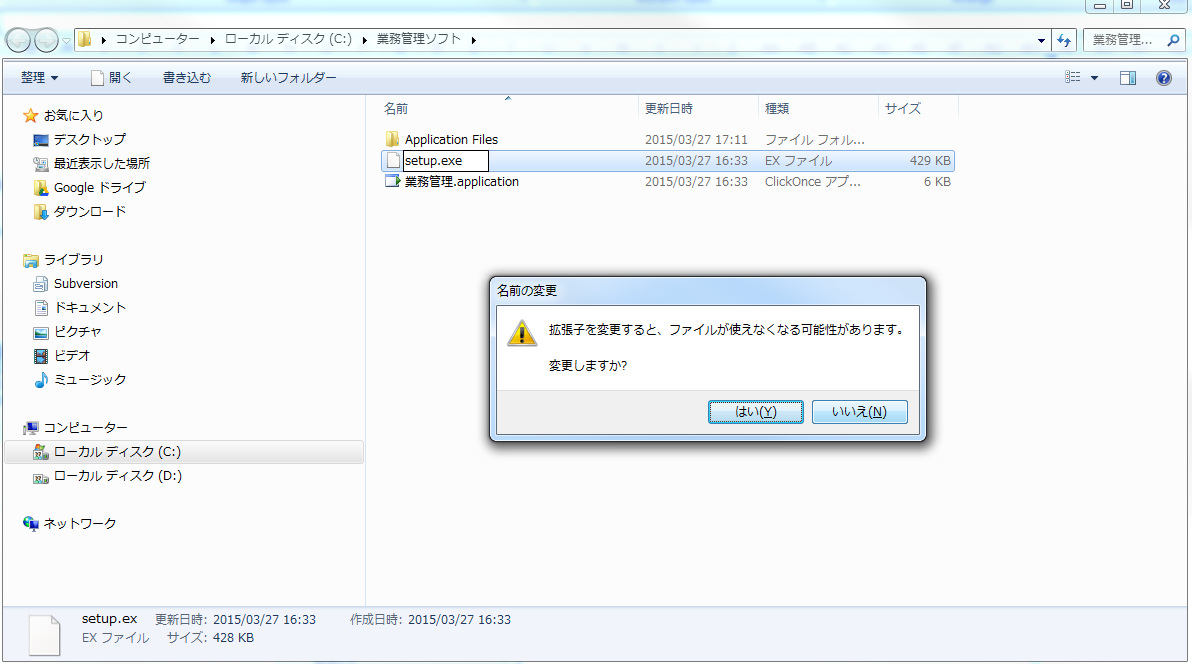 コンピューター ▸ ローカル ディスク (C:) ▸ 業務管理ソフト ▸
業務管理...
整理 開く 書き込む 新しいフォルダー
名前 更新日時 種類 サイズ
Application Files 2015/03/27 17:11 ファイル フォル...
setup.exe 2015/03/27 16:33 EX ファイル 429 KB
業務管理.application 2015/03/27 16:33 ClickOnce アプ... 6 KB
お気に入り
デスクトップ
最近表示した場所
Google ドライブ
ダウンロード
ライブラリ
Subversion
ドキュメント
ピクチャ
ビデオ
ミュージック
コンピューター
ローカル ディスク (C:)
ローカル ディスク (D:)
ネットワーク
名前の変更
拡張子を変更すると、ファイルが使えなくなる可能性があります。
変更しますか?
はい(Y) いいえ(N)
setup.ex 更新日時: 2015/03/27 16:33 作成日時: 2015/03/27 16:33
EX ファイル サイズ: 428 KB